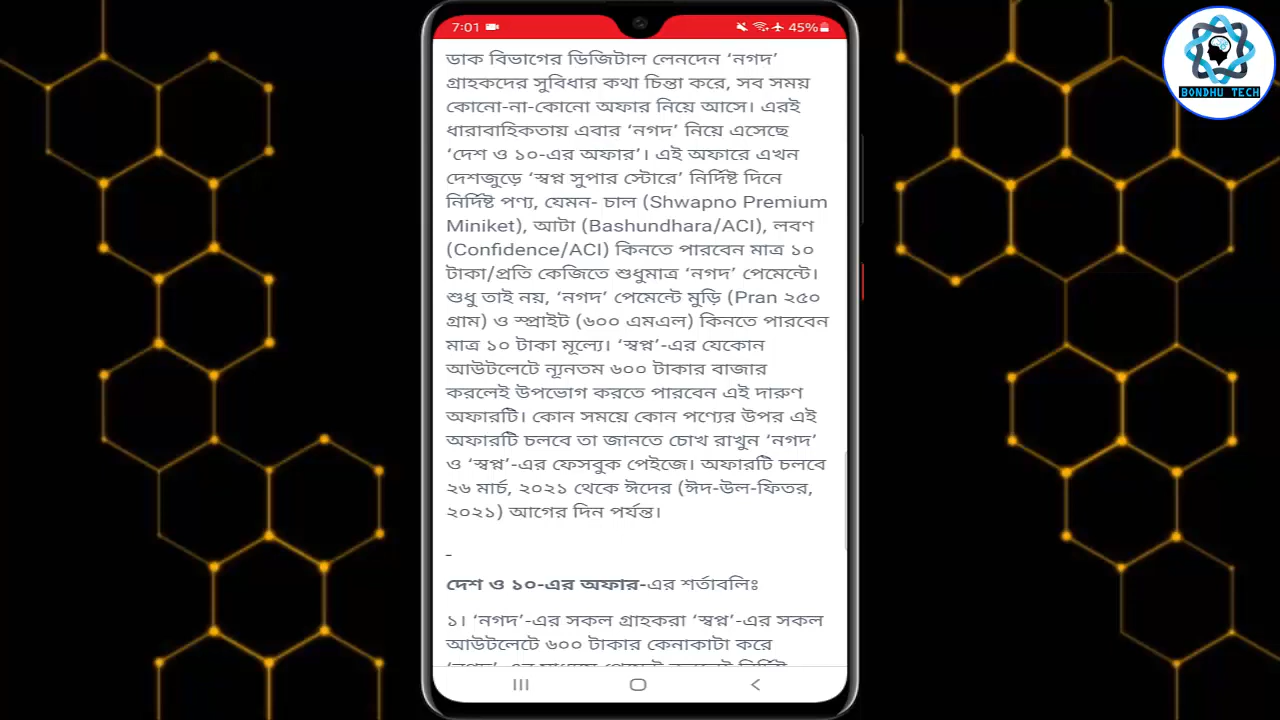 7:01
45%
BONDHU TECH
ডাক বিভাগের ডিজিটাল লেনদেন ‘নগদ’
গ্রাহকদের সুবিধার কথা চিন্তা করে, সব সময়
কোনো-না-কোনো অফার নিয়ে আসে। এরই
ধারাবাহিকতায় এবার ‘নগদ’ নিয়ে এসেছে
‘দেশ ও ১০-এর অফার’। এই অফারে এখন
দেশজুড়ে ‘স্বপ্ন সুপার স্টোরে’ নির্দিষ্ট দিনে
নির্দিষ্ট পণ্য, যেমন- চাল (Shwapno Premium
Miniket), আটা (Bashundhara/ACI), লবণ
(Confidence/ACI) কিনতে পারবেন মাত্র ১০
টাকা/প্রতি কেজিতে শুধুমাত্র ‘নগদ’ পেমেন্টে।
শুধু তাই নয়, ‘নগদ’ পেমেন্টে মুড়ি (Pran ২৫০
গ্রাম) ও স্প্রাইট (৬০০ এমএল) কিনতে পারবেন
মাত্র ১০ টাকা মূল্যে। ‘স্বপ্ন’-এর যেকোন
আউটলেটে ন্যূনতম ৬০০ টাকার বাজার
করলেই উপভোগ করতে পারবেন এই দারুণ
অফারটি। কোন সময়ে কোন পণ্যের উপর এই
অফারটি চলবে তা জানতে চোখ রাখুন ‘নগদ’
ও ‘স্বপ্ন’-এর ফেসবুক পেইজে। অফারটি চলবে
২৬ মার্চ, ২০২১ থেকে ঈদের (ঈদ-উল-ফিতর,
২০২১) আগের দিন পর্যন্ত।
-
দেশ ও ১০-এর অফার-এর শর্তাবলিঃ
১। ‘নগদ’-এর সকল গ্রাহকরা ‘স্বপ্ন’-এর সকল
আউটলেটে ৬০০ টাকার কেনাকাটা করে